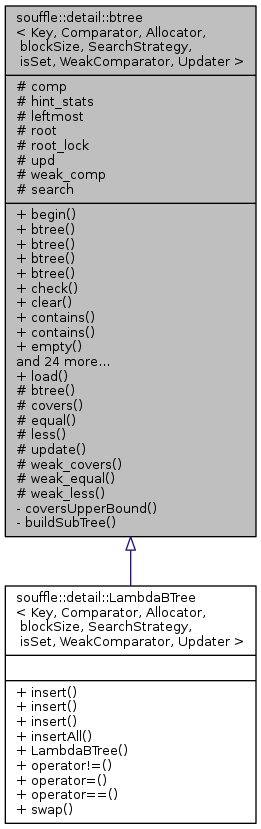 souffle::detail::btree
< Key, Comparator, Allocator,
blockSize, SearchStrategy,
isSet, WeakComparator, Updater >
# comp
# hint_stats
# leftmost
# root
# root_lock
# upd
# weak_comp
# search
+ begin()
+ btree()
+ btree()
+ btree()
+ btree()
+ check()
+ clear()
+ contains()
+ contains()
+ empty()
and 24 more...
+ load()
# btree()
# covers()
# equal()
# less()
# update()
# weak_covers()
# weak_equal()
# weak_less()
- coversUpperBound()
- buildSubTree()
souffle::detail::LambdaBTree
< Key, Comparator, Allocator,
blockSize, SearchStrategy,
isSet, WeakComparator, Updater >
+ insert()
+ insert()
+ insert()
+ insertAll()
+ LambdaBTree()
+ operator!=()
+ operator=()
+ operator==()
+ swap()